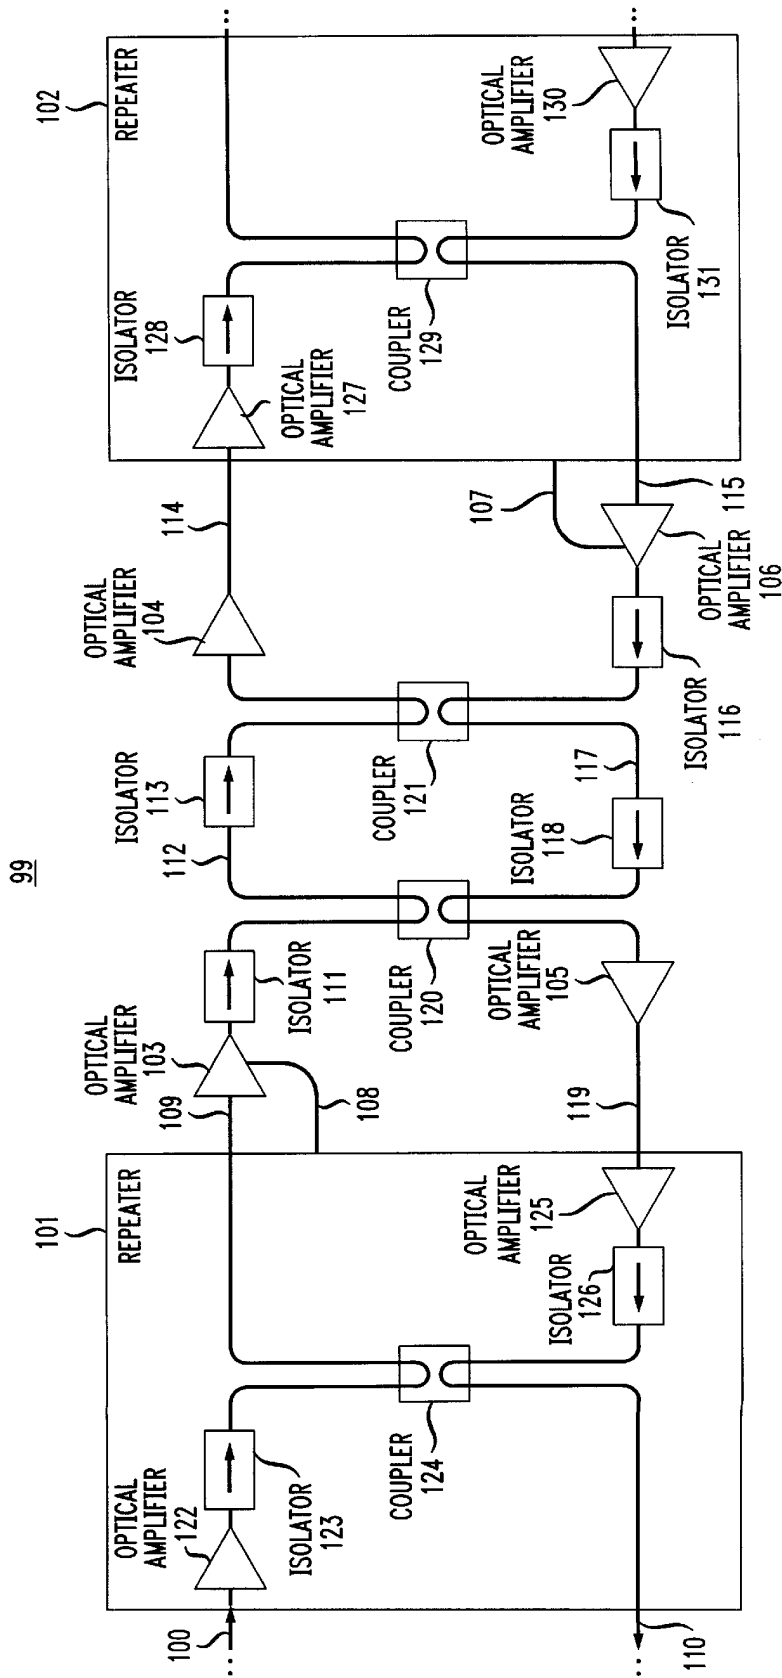 99
101
REPEATER
102
REPEATER
100
OPTICAL
AMPLIFIER
122
ISOLATOR
123
COUPLER
124
109
OPTICAL
AMPLIFIER
103
108
ISOLATOR
111
COUPLER
120
112
ISOLATOR
113
COUPLER
121
OPTICAL
AMPLIFIER
104
114
OPTICAL
AMPLIFIER
127
ISOLATOR
128
COUPLER
129
110
ISOLATOR
126
OPTICAL
AMPLIFIER
125
119
OPTICAL
AMPLIFIER
105
ISOLATOR
118
117
ISOLATOR
116
OPTICAL
AMPLIFIER
106
107
115
ISOLATOR
131
OPTICAL
AMPLIFIER
130